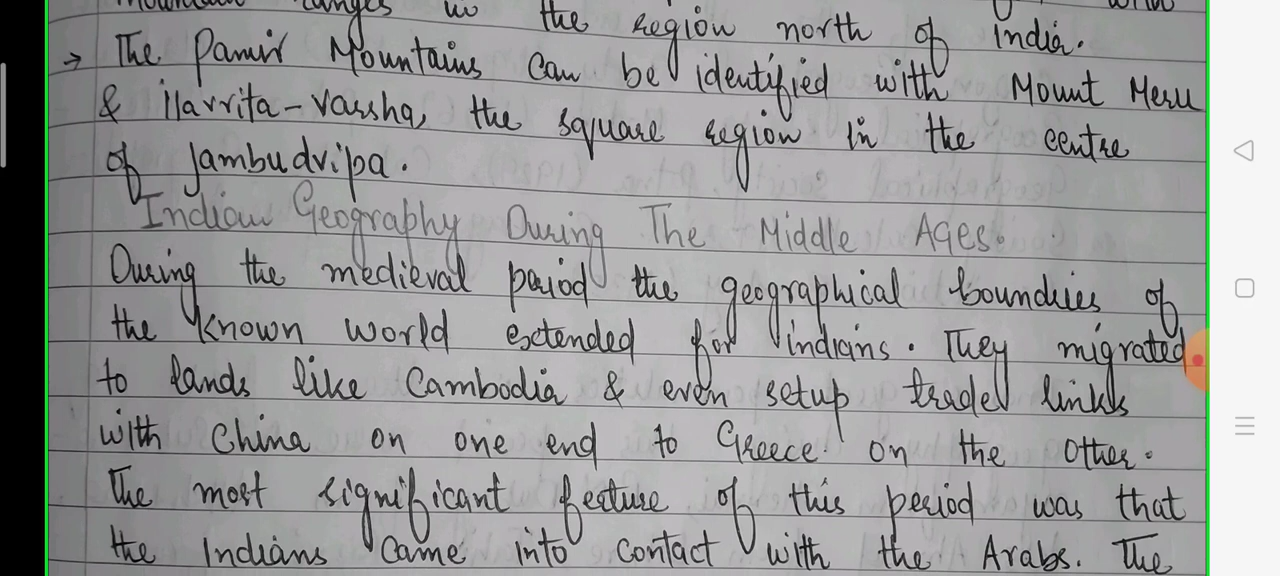 mountain ranges in the region north of india.
→ The Pamir Mountains can be identified with Mount Meru
& ilavrita-varsha, the square region in the centre
of Jambudvipa.
Indian Geography During The Middle Ages.
During the medieval period the geographical boundries of
the known world extended for indians. They migrated
to lands like Cambodia & even setup trade links
with China on one end to Greece on the other.
The most significant feature of this period was that
the Indians came into contact with the Arabs. The